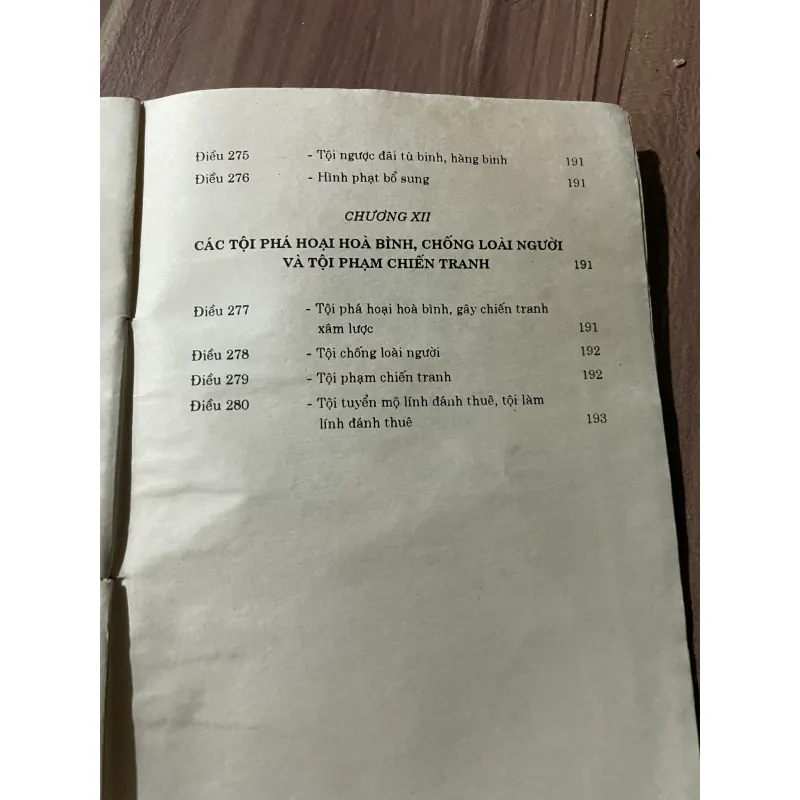 Điều 275 - Tội ngược đãi tù binh, hàng binh 191
Điều 276 - Hình phạt bổ sung 191
CHƯƠNG XII
CÁC TỘI PHÁ HOẠI HOÀ BÌNH, CHỐNG LOÀI NGƯỜI
VÀ TỘI PHẠM CHIẾN TRANH 191
Điều 277 - Tội phá hoại hoà bình, gây chiến tranh
xâm lược 191
Điều 278 - Tội chống loài người 192
Điều 279 - Tội phạm chiến tranh 192
Điều 280 - Tội tuyển mộ lính đánh thuê, tội làm
lính đánh thuê 193